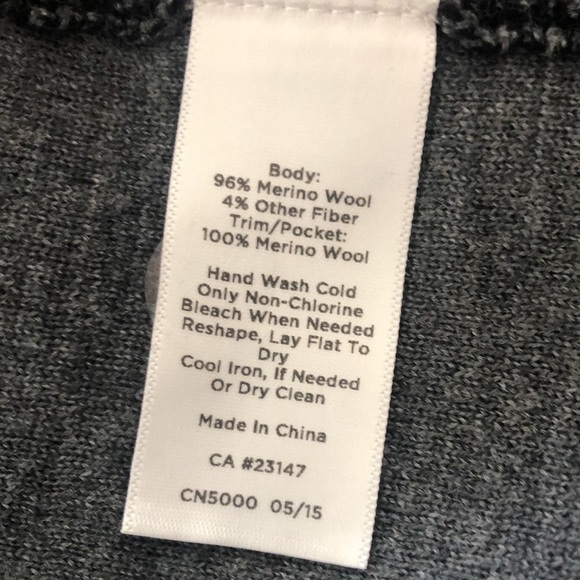 Body:
96% Merino Wool
4% Other Fiber
Trim/Pocket:
100% Merino Wool
Hand Wash Cold
Only Non-Chlorine
Bleach When Needed
Reshape, Lay Flat To
Dry
Cool Iron, If Needed
Or Dry Clean
Made In China
CA #23147
CN5000 05/15